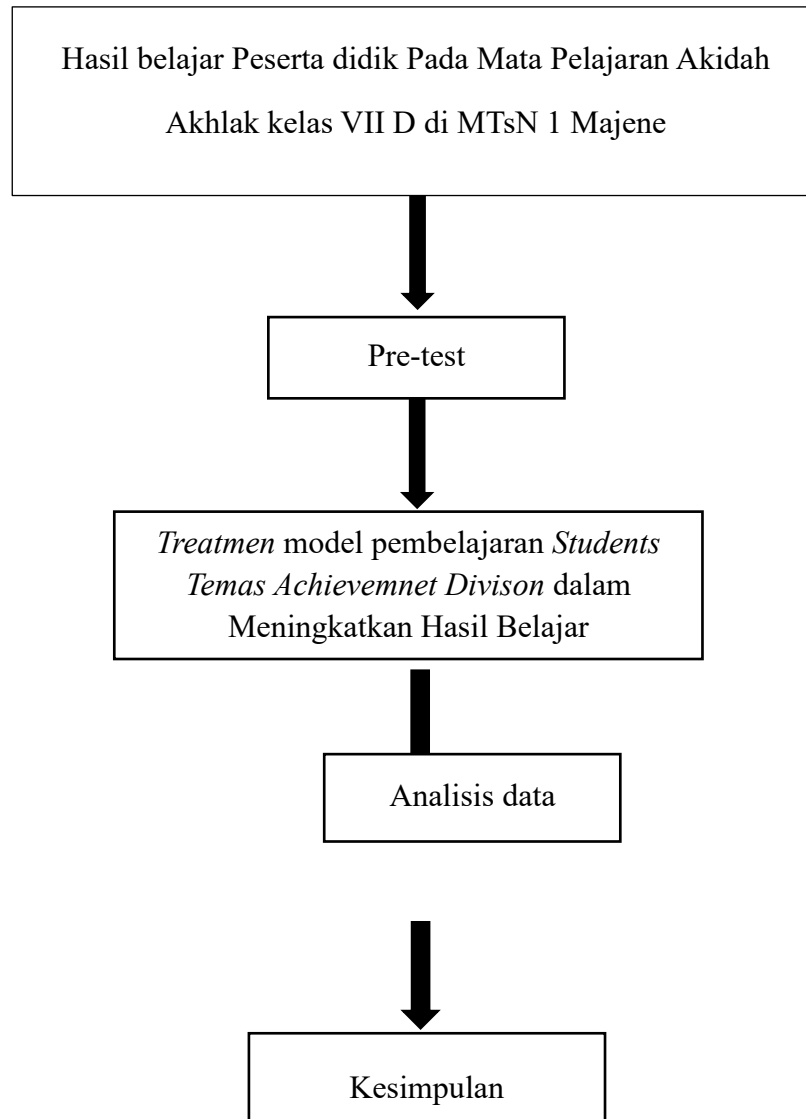 Hasil belajar Peserta didik Pada Mata Pelajaran Akidah
Akhlak kelas VII D di MTsN 1 Majene
Pre-test
Treatmen model pembelajaran Students
Temas Achievemnet Divison dalam
Meningkatkan Hasil Belajar
Analisis data
Kesimpulan